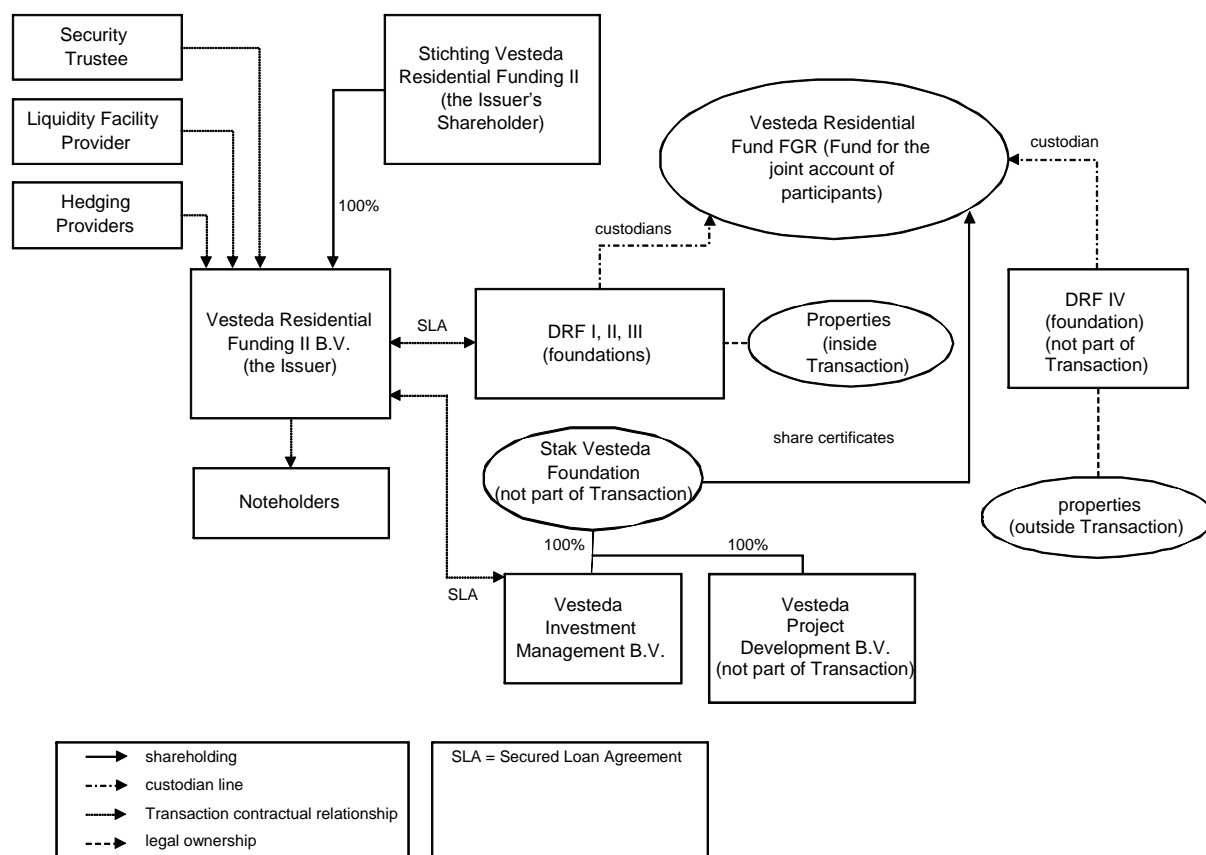 Security
Trustee
Liquidity Facility
Provider
Hedging
Providers
Stichting Vesteda
Residential Funding II
(the Issuer's
Shareholder)
100%
Vesteda Residential
Fund FGR (Fund for the
joint account of
participants)
custodian
custodians
Vesteda Residential
Funding II B.V.
(the Issuer)
SLA
DRF I, II, III
(foundations)
Properties
(inside
Transaction)
DRF IV
(foundation)
(not part of
Transaction)
share certificates
Stak Vesteda
Foundation
(not part of Transaction)
Noteholders
properties
(outside Transaction)
100%
100%
SLA
Vesteda
Investment
Management B.V.
Vesteda
Project
Development B.V.
(not part of Transaction)
shareholding
custodian line
Transaction contractual relationship
legal ownership
SLA = Secured Loan Agreement